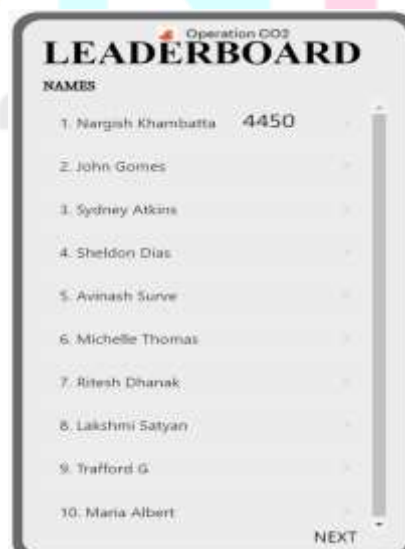 Operation CO2
LEADERBOARD
NAMES
1. Nargish Khambatta 4450
2. John Gomes
3. Sydney Atkins
4. Sheldon Dias
5. Avinash Surve
6. Michelle Thomas
7. Ritesh Dhanak
8. Lakshmi Satyan
9. Trafford G
10. Maria Albert
NEXT